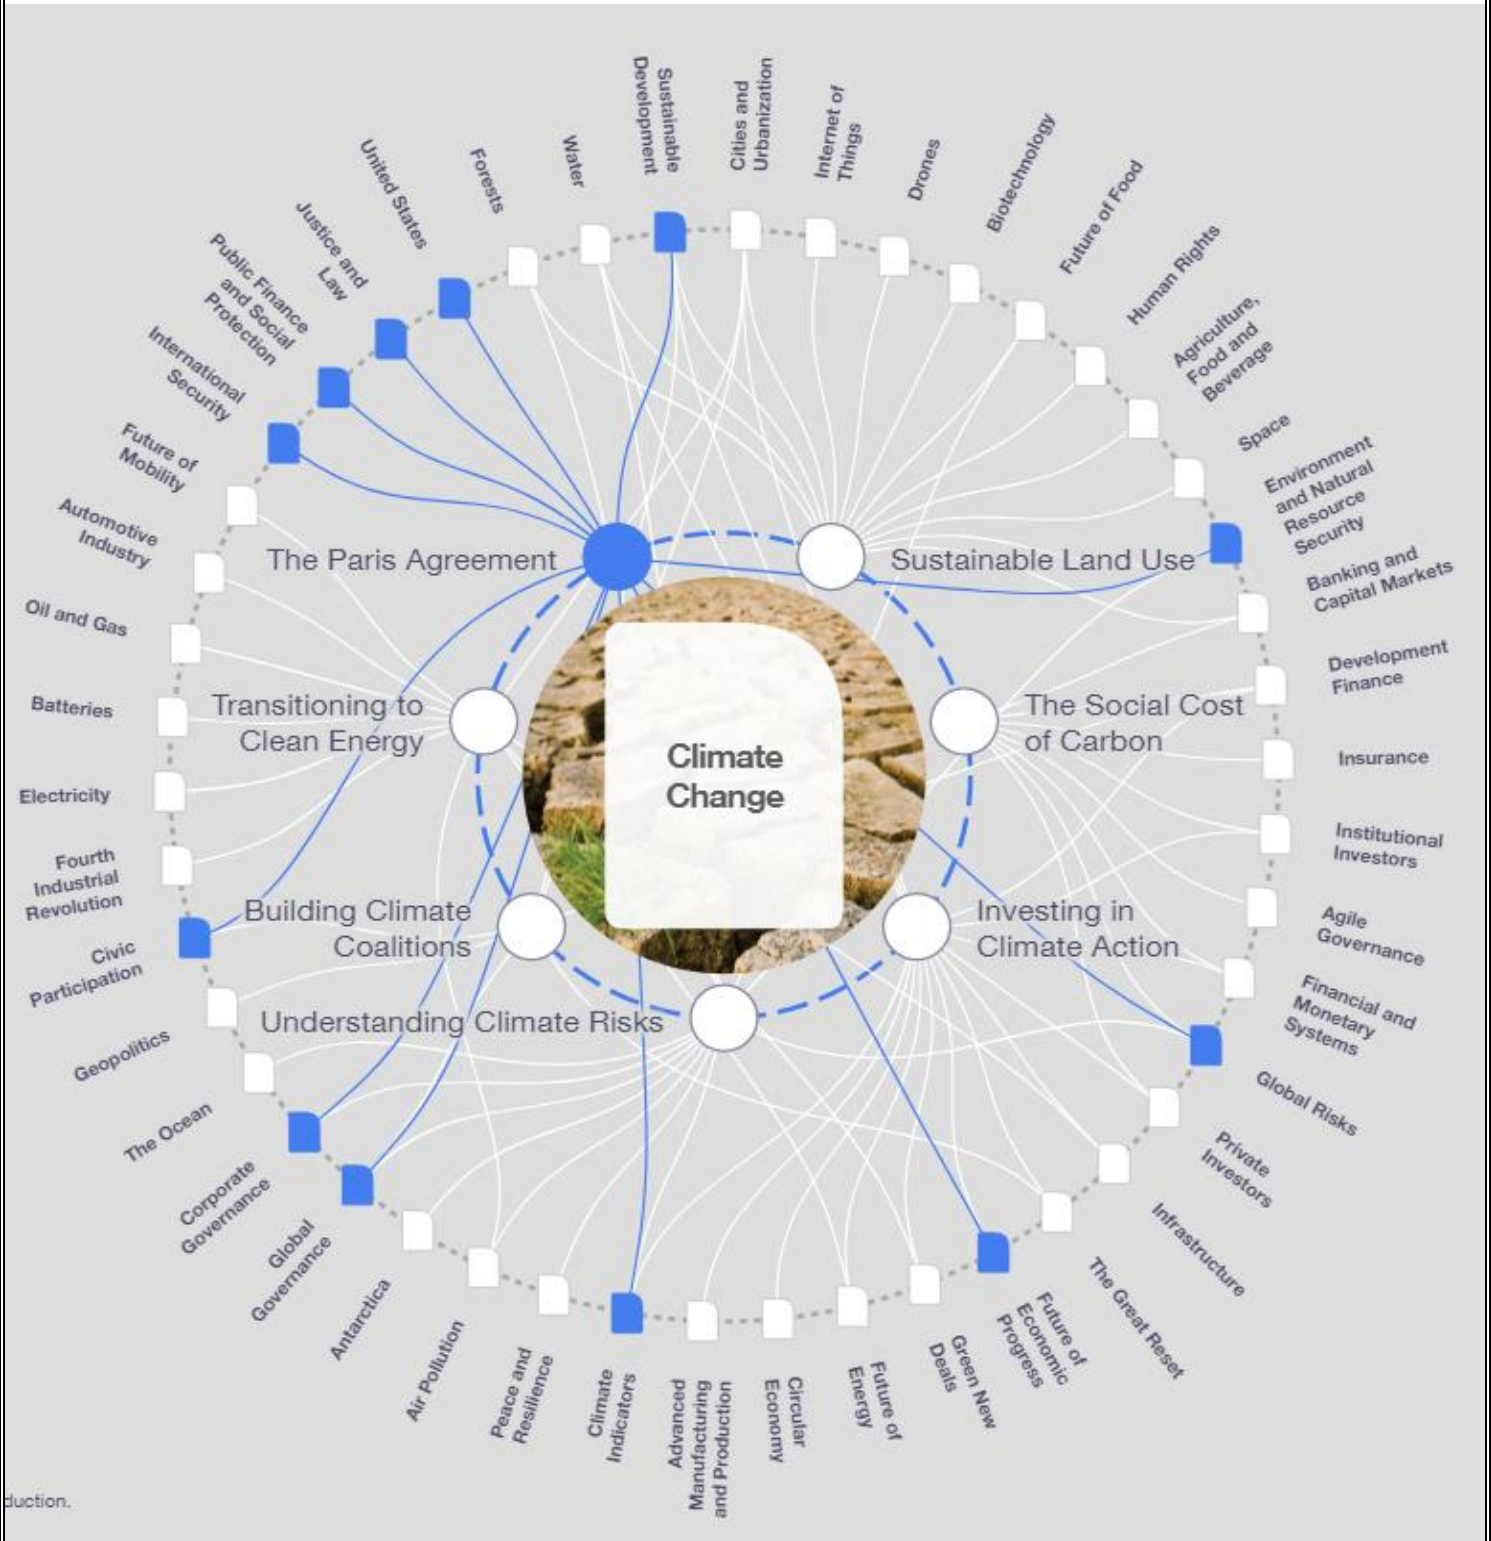 Sustainable
Development
Cities and
Urbanization
Internet of
Things
Drones
Biotechnology
Future of Food
Human Rights
Agriculture,
Food and
Beverage
Space
Environment
and Natural
Resource
Security
Banking and
Capital Markets
Development
Finance
Insurance
Institutional
Investors
Agile
Governance
Financial and
Monetary
Systems
Global Risks
Private
Investors
Infrastructure
The Great Reset
Future of
Economic
Progress
Green New
Deals
Future of
Energy
Circular
Economy
Advanced
Manufacturing
and Production
Climate
Indicators
Peace and
Resilience
Air Pollution
Antarctica
Global
Governance
Corporate
Governance
The Ocean
Geopolitics
Civic
Participation
Fourth
Industrial
Revolution
Electricity
Batteries
Oil and Gas
Automotive
Industry
Future of
Mobility
International
Security
Public Finance
and Social
Protection
Justice and
Law
United States
Forests
Water
The Paris Agreement
Sustainable Land Use
Transitioning to
Clean Energy
The Social Cost
of Carbon
Climate
Change
Building Climate
Coalitions
Investing in
Climate Action
Understanding Climate Risks
duction.